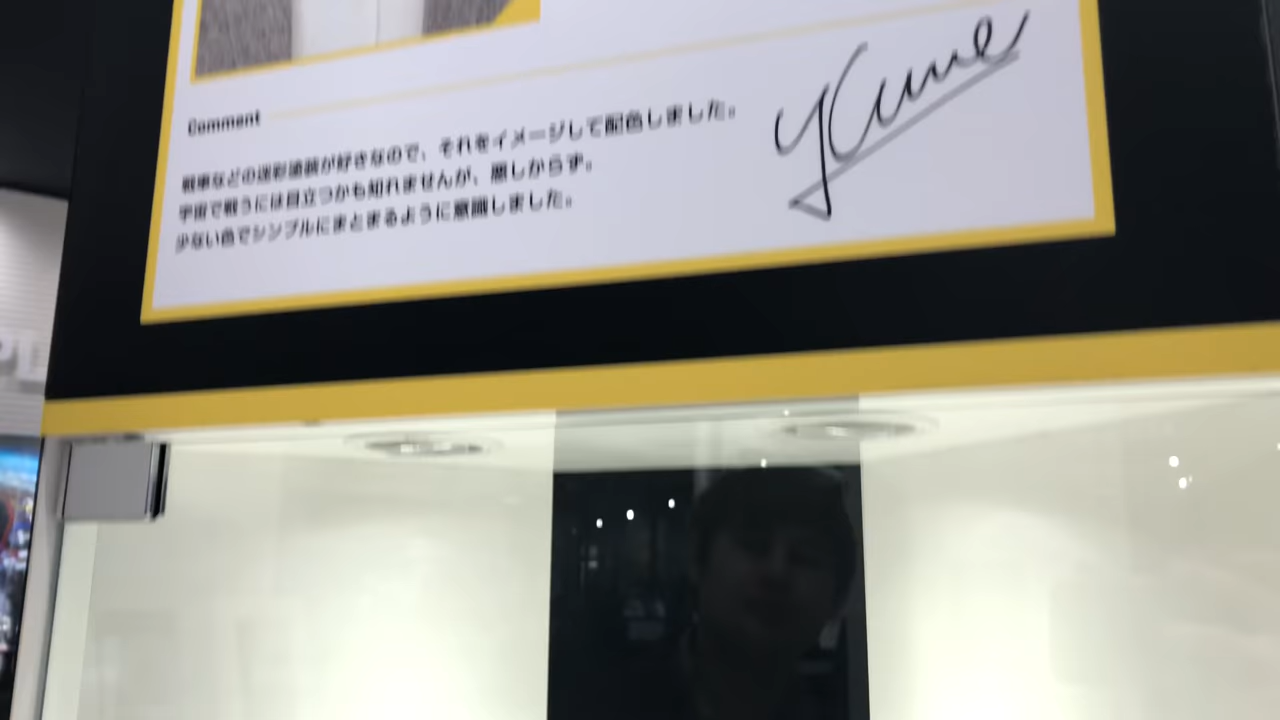 Comment
戦車などの迷彩塗装が好きなので、それをイメージして配色しました。
宇宙で戦うには目立つかも知れませんが、悪しからず。
少ない色でシンプルにまとまるように意識しました。